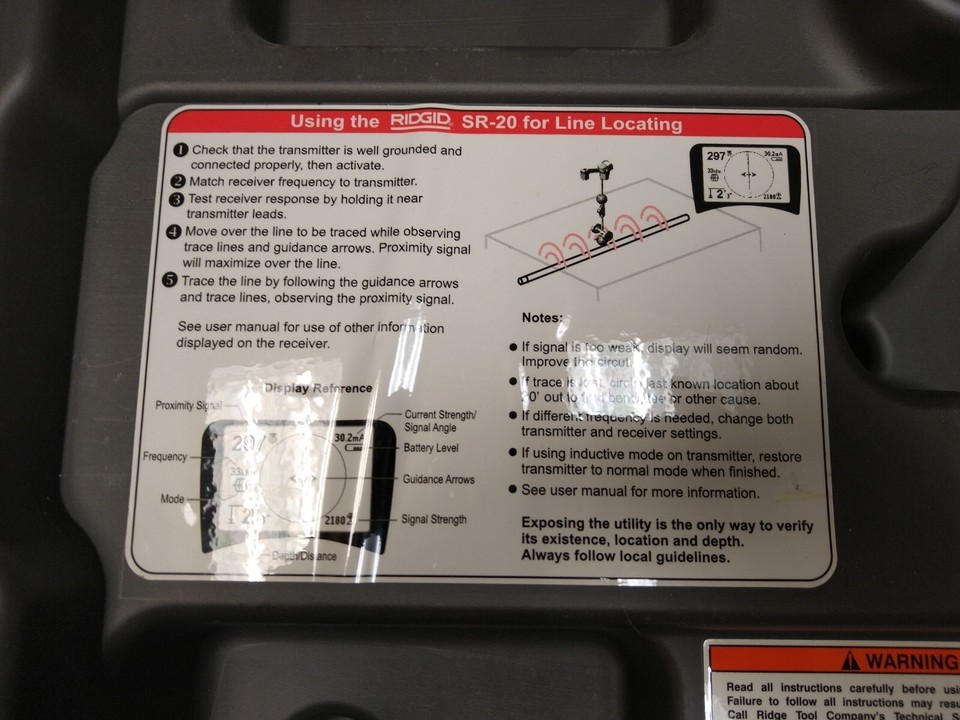 Using the RIDGID SR-20 for Line Locating
1 Check that the transmitter is well grounded and
connected properly, then activate.
2 Match receiver frequency to transmitter.
3 Test receiver response by holding it near
transmitter leads.
4 Move over the line to be traced while observing
trace lines and guidance arrows. Proximity signal
will maximize over the line.
5 Trace the line by following the guidance arrows
and trace lines, observing the proximity signal.
See user manual for use of other information
displayed on the receiver.
Display Reference
Proximity Signal
Frequency
Mode
Depth/Distance
Current Strength/
Signal Angle
Battery Level
Guidance Arrows
Signal Strength
297
30.2mA
33
12'
2180
297
30.2mA
33
2'
2180
Notes:
• If signal is too weak, display will seem random.
Improve the circuit.
• If trace is lost, circle last known location about
20' out to find bend, tee or other cause.
• If different frequency is needed, change both
transmitter and receiver settings.
• If using inductive mode on transmitter, restore
transmitter to normal mode when finished.
• See user manual for more information.
Exposing the utility is the only way to verify
its existence, location and depth.
Always follow local guidelines.
WARNING
Read all instructions carefully before
Failure to follow all instructions may
Call Ridge Tool Company's Technical